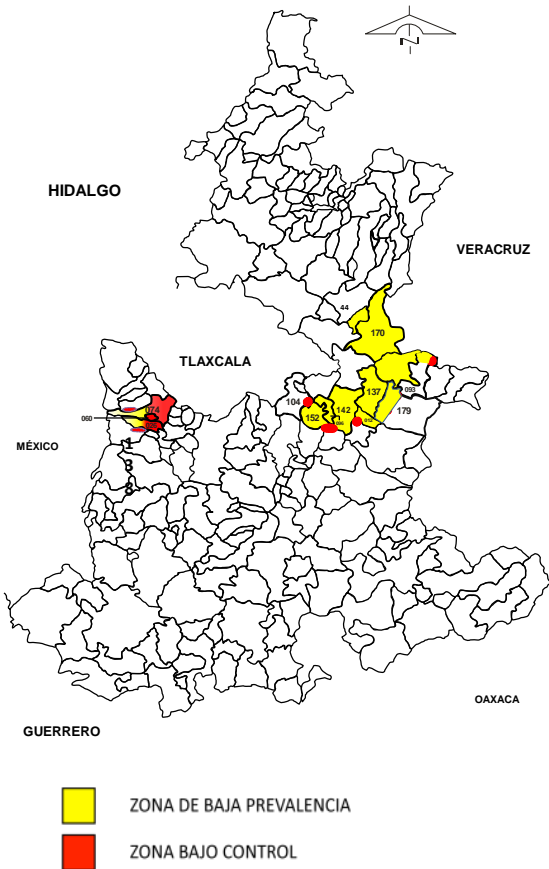 N
HIDALGO
VERACRUZ
44
170
TLAXCALA
137
093
104
074
142
179
152
060
MÉXICO
1
3
8
OAXACA
GUERRERO
ZONA DE BAJA PREVALENCIA
ZONA BAJO CONTROL